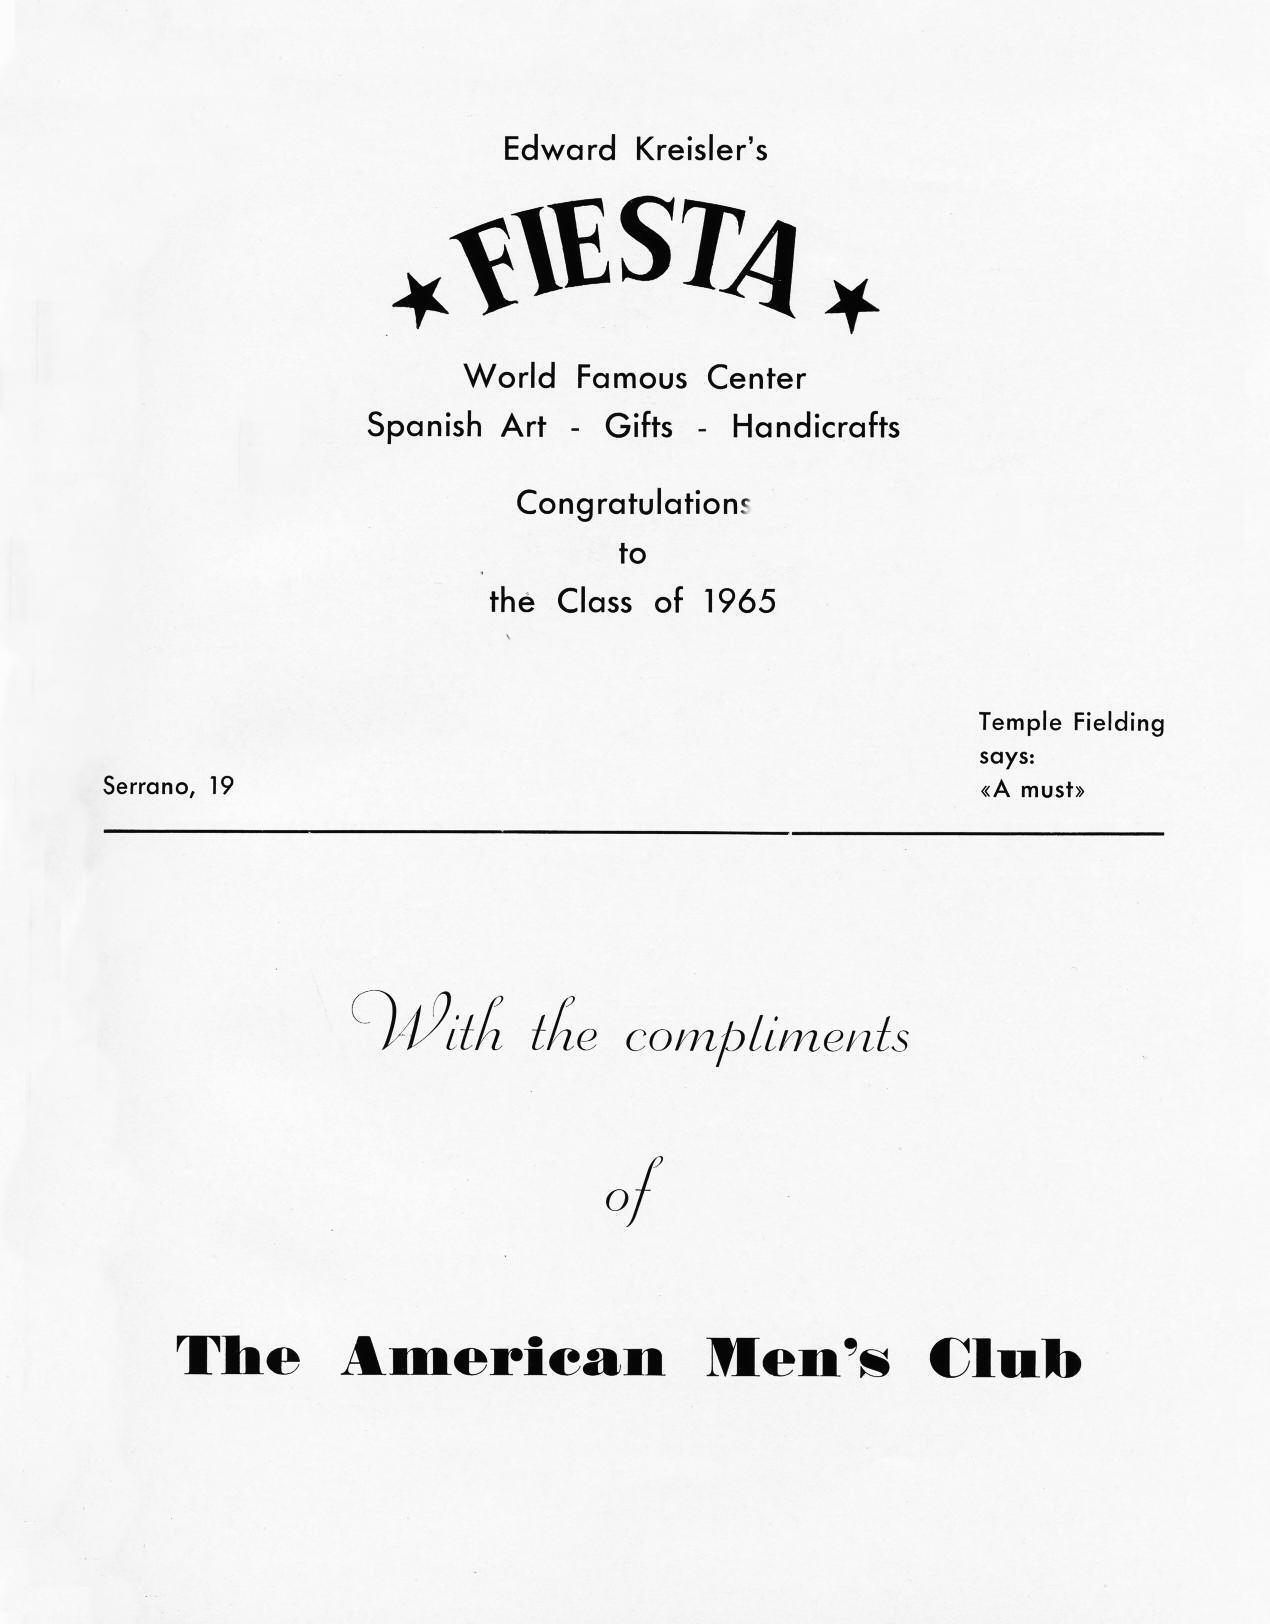 Edward Kreisler's
FIESTA
World Famous Center
Spanish Art - Gifts - Handicrafts
Congratulations
to
the Class of 1965
Serrano, 19
Temple Fielding
says:
«A must»
With the compliments
of
The American Men's Club